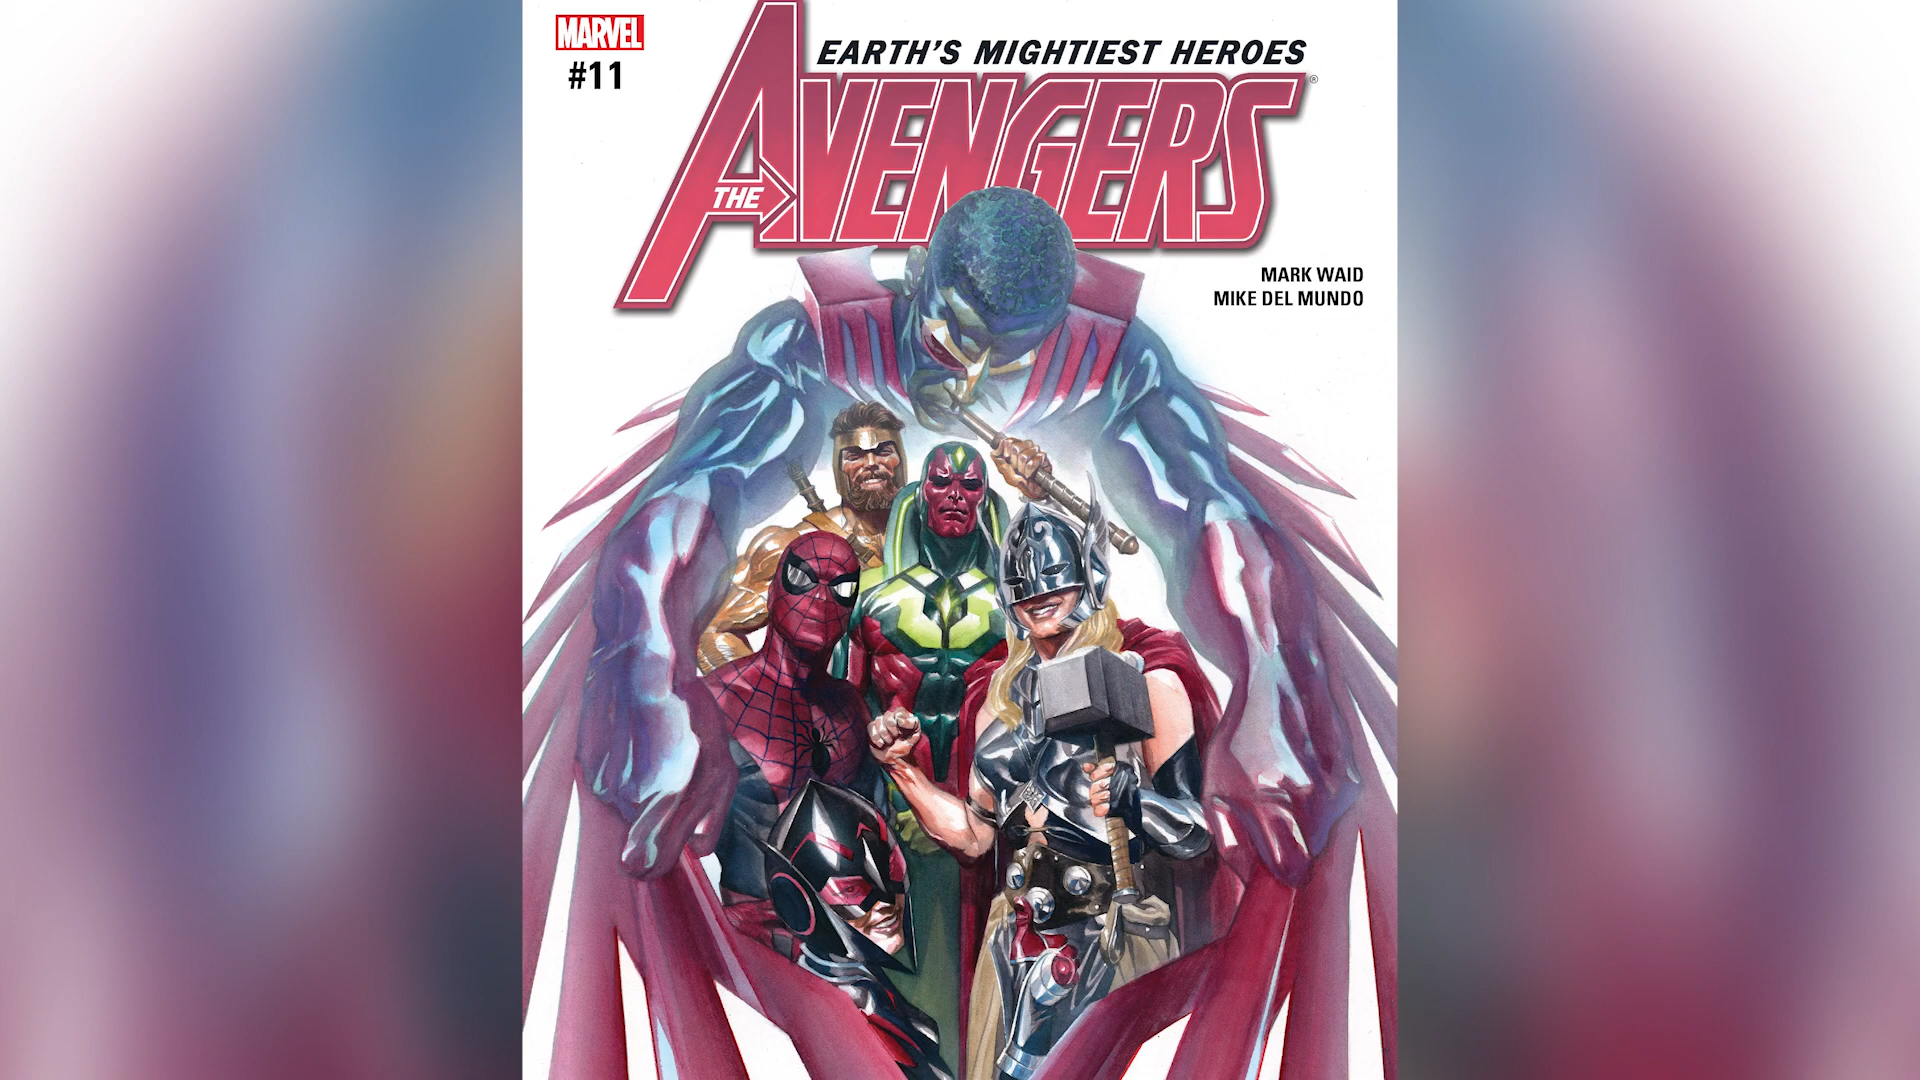 MARVEL
#11
EARTH'S MIGHTIEST HEROES
THE AVENGERS®
MARK WAID
MIKE DEL MUNDO